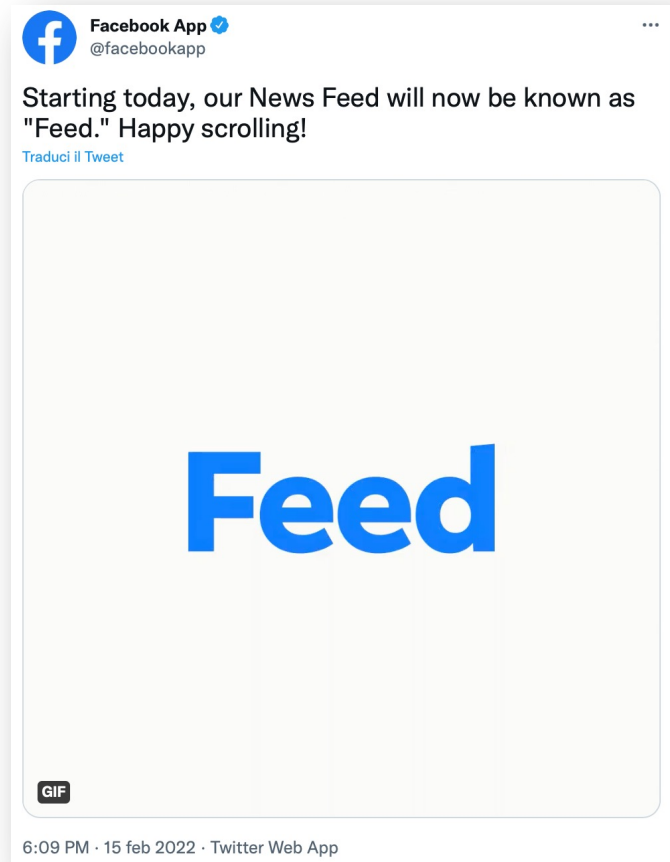 Facebook App
@facebookapp
Starting today, our News Feed will now be known as
"Feed." Happy scrolling!
Traduci il Tweet
Feed
GIF
6:09 PM · 15 feb 2022 · Twitter Web App